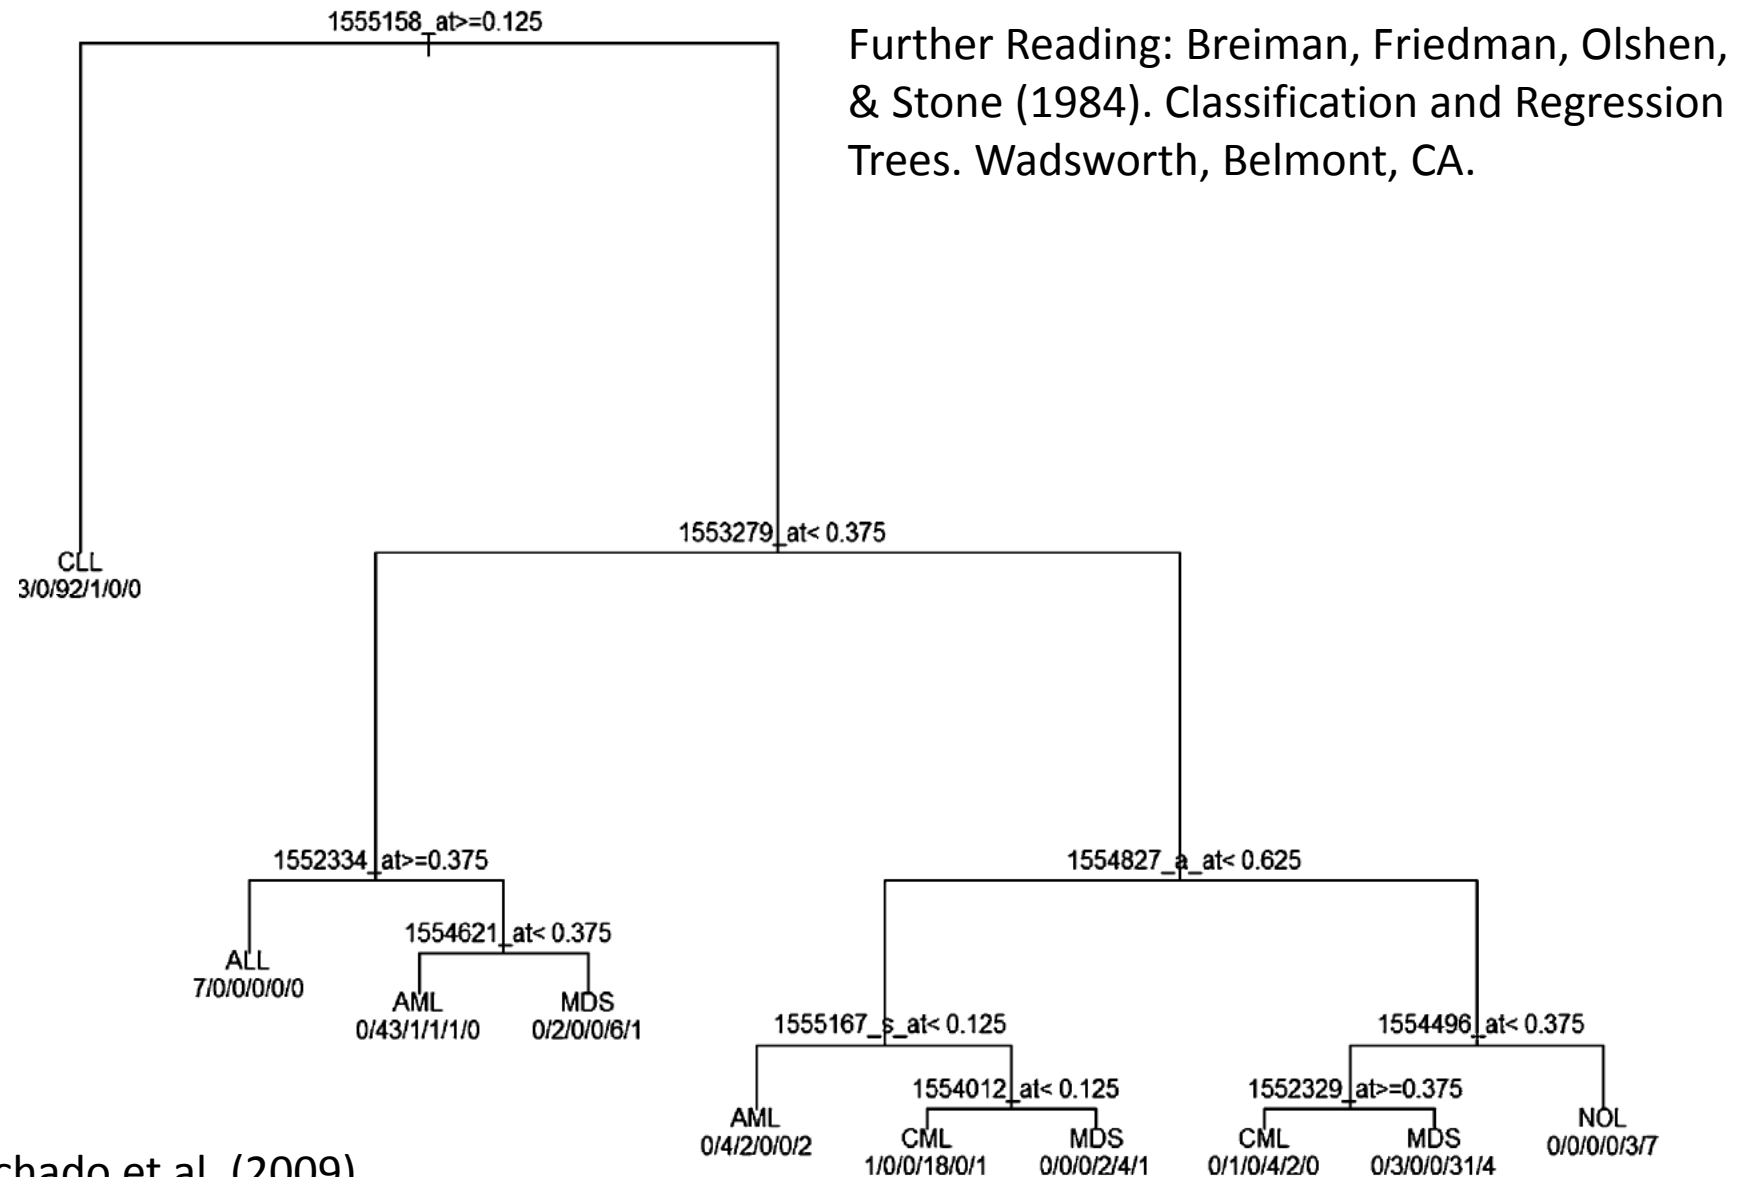 1555158_at>=0.125
Further Reading: Breiman, Friedman, Olshen,
& Stone (1984). Classification and Regression
Trees. Wadsworth, Belmont, CA.
1553279_at< 0.375
CLL
3/0/92/1/0/0
1552334_at>=0.375
1554827_a_at< 0.625
1554621_at< 0.375
ALL
7/0/0/0/0/0
AML
0/43/1/1/1/0
MDS
0/2/0/0/6/1
1555167_s_at< 0.125
1554496_at< 0.375
1554012_at< 0.125
1552329_at>=0.375
AML
0/4/2/0/0/2
CML
1/0/0/18/0/1
MDS
0/0/0/2/4/1
CML
0/1/0/4/2/0
MDS
0/3/0/0/31/4
NOL
0/0/0/0/3/7
et al. (2009)